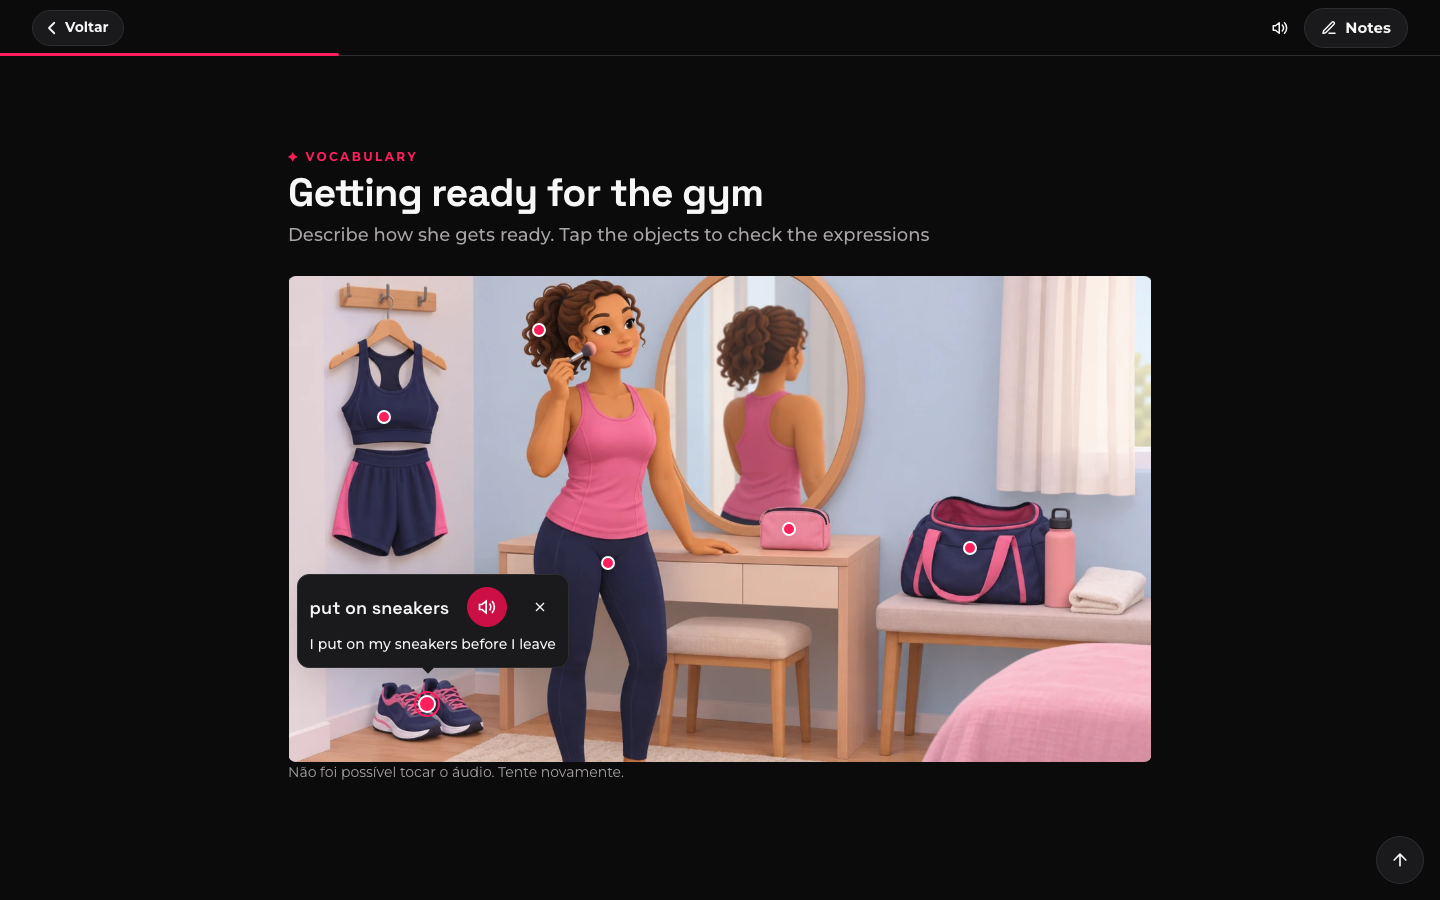 Voltar
Notes
VOCABULARY
Getting ready for the gym
Describe how she gets ready. Tap the objects to check the expressions
put on sneakers
I put on my sneakers before I leave
Não foi possível tocar o áudio. Tente novamente.